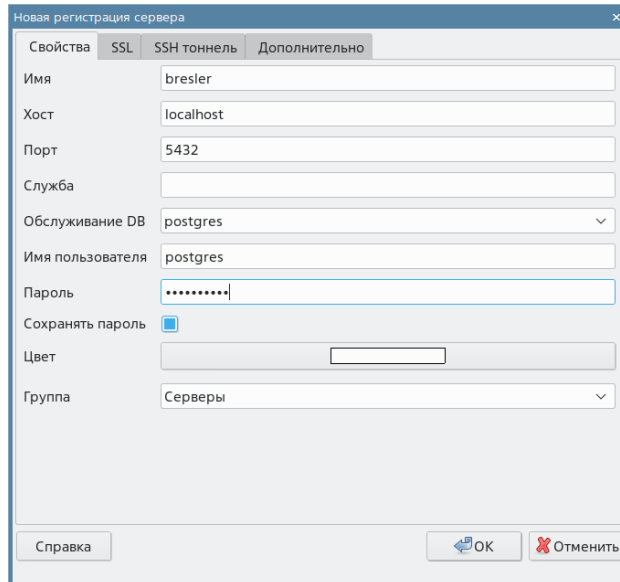 Новая регистрация сервера
Свойства SSL SSH тоннель Дополнительно
Имя bresler
Хост localhost
Порт 5432
Служба
Обслуживание DB postgres
Имя пользователя postgres
Пароль ••••••••••
Сохранять пароль
Цвет
Группа Серверы
Справка OK Отменить